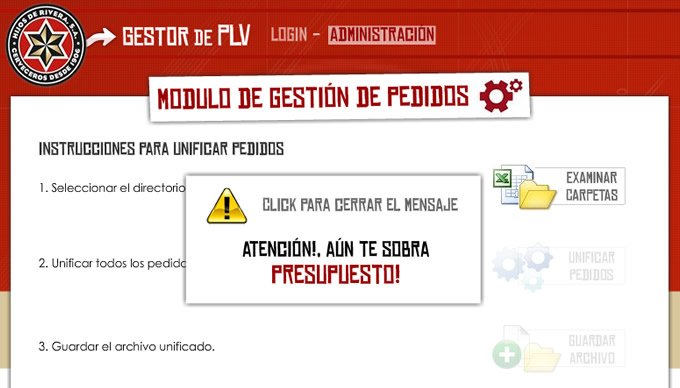 HIJOS DE RIVERA, S.A.
CERVECEROS DESDE 1906
GESTOR DE PLV
LOGIN - ADMINISTRACIÓN
MODULO DE GESTIÓN DE PEDIDOS
INSTRUCCIONES PARA UNIFICAR PEDIDOS
1. Seleccionar el directorio
EXAMINAR
CARPETAS
CLICK PARA CERRAR EL MENSAJE
ATENCIÓN!, AÚN TE SOBRA
PRESUPUESTO!
2. Unificar todos los pedido
UNIFICAR
PEDIDOS
3. Guardar el archivo unificado.
GUARDAR
ARCHIVO